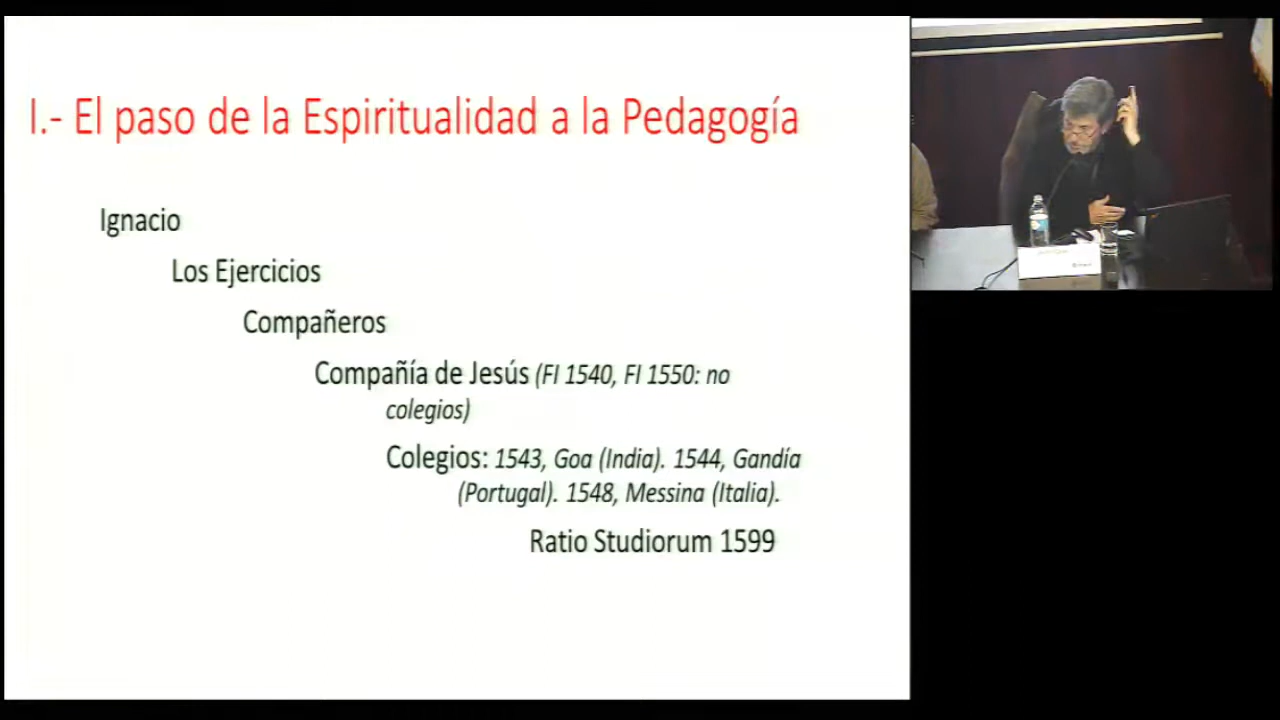 I.- El paso de la Espiritualidad a la Pedagogía
Ignacio
Los Ejercicios
Compañeros
Compañía de Jesús (FI 1540, FI 1550: no
colegios)
Colegios: 1543, Goa (India). 1544, Gandía
(Portugal). 1548, Messina (Italia).
Ratio Studiorum 1599